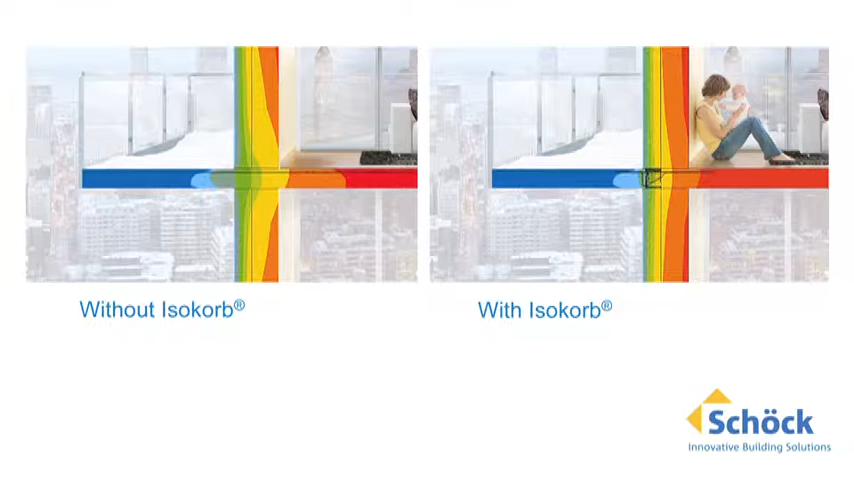 Without Isokorb®
With Isokorb®
Schöck
Innovative Building Solutions